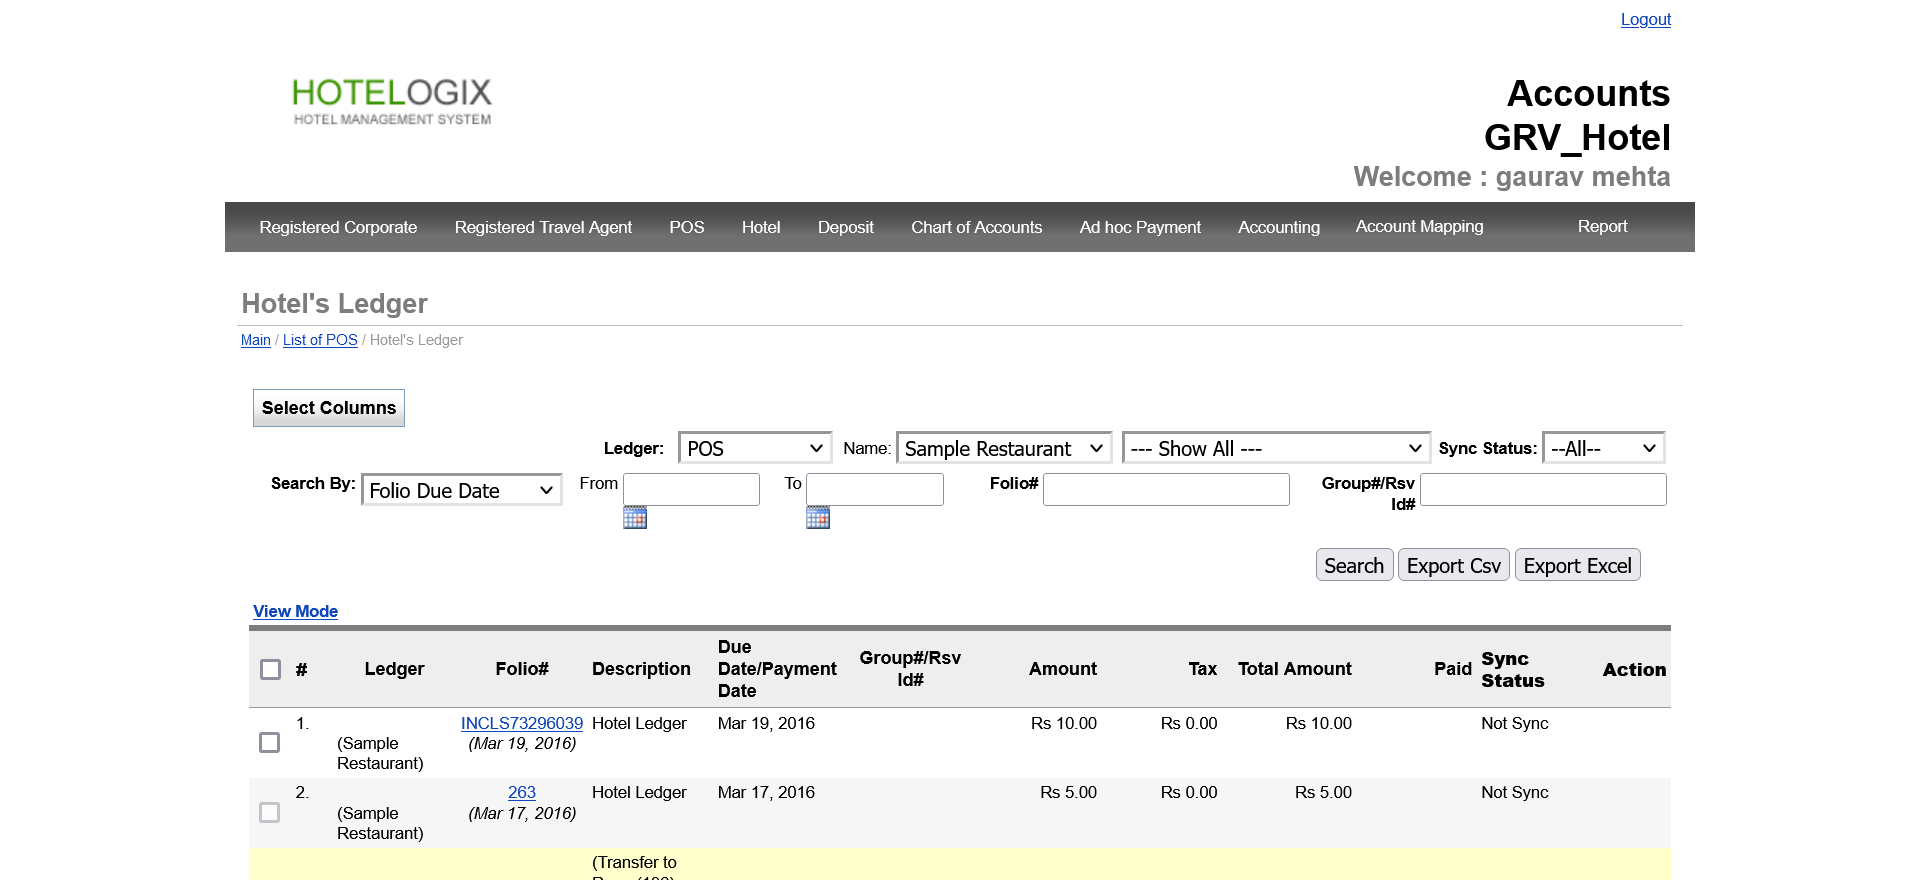 Logout
HOTELOGIX
HOTEL MANAGEMENT SYSTEM
Accounts
GRV_Hotel
Welcome : gaurav mehta
Registered Corporate Registered Travel Agent POS Hotel Deposit Chart of Accounts Ad hoc Payment Accounting Account Mapping Report
Hotel's Ledger
Main / List of POS / Hotel's Ledger
Select Columns
Ledger: POS Name: Sample Restaurant --- Show All --- Sync Status: --All--
Search By: Folio Due Date From To Folio# Group#/Rsv
Id#
Search Export Csv Export Excel
View Mode
# Ledger Folio# Description Due Date/Payment Date Group#/Rsv Id# Amount Tax Total Amount Paid Sync Status Action
1. INCLS73296039 Hotel Ledger Mar 19, 2016 Rs 10.00 Rs 0.00 Rs 10.00 Not Sync
(Sample (Mar 19, 2016)
Restaurant)
2. 263 Hotel Ledger Mar 17, 2016 Rs 5.00 Rs 0.00 Rs 5.00 Not Sync
(Sample (Mar 17, 2016)
Restaurant)
(Transfer to